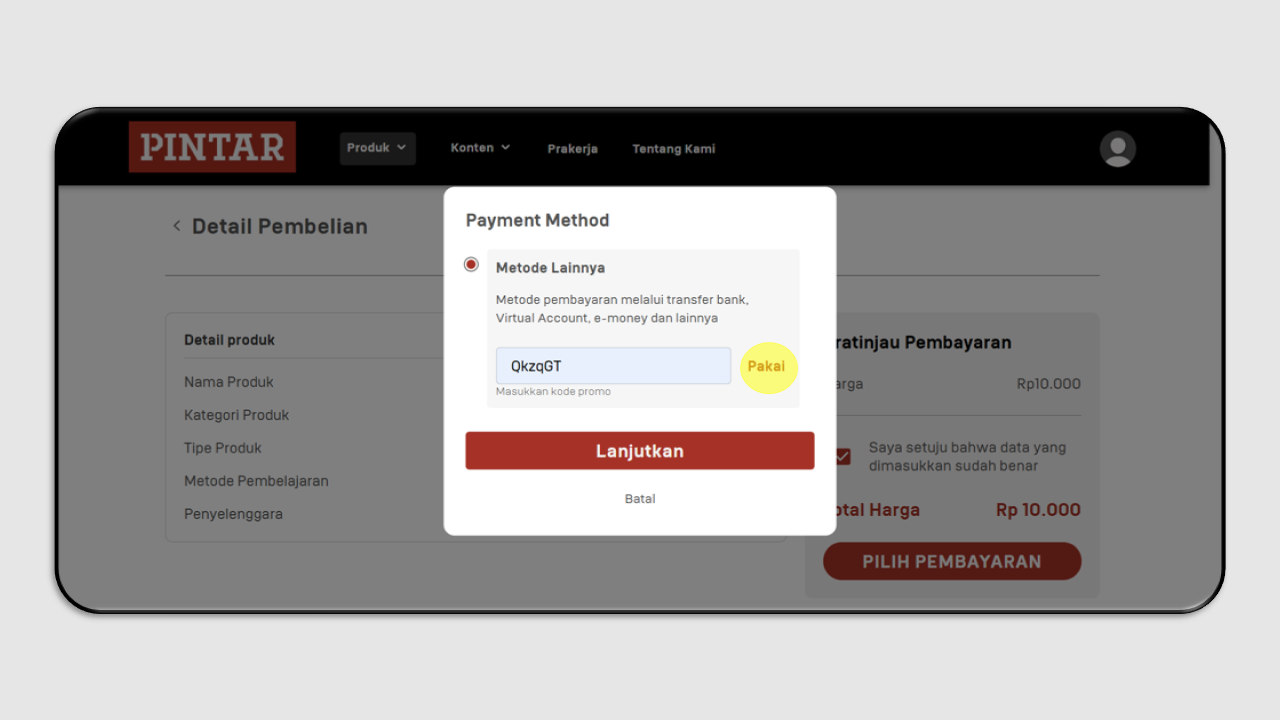 PINTAR
Produk
Konten
Prakerja
Tentang Kami
Detail Pembelian
Payment Method
Metode Lainnya
Metode pembayaran melalui transfer bank,
Virtual Account, e-money dan lainnya
QkzqGT
Pakai
Masukkan kode promo
Lanjutkan
Batal
Detail produk
Nama Produk
Kategori Produk
Tipe Produk
Metode Pembelajaran
Penyelenggara
ratinjau Pembayaran
arga Rp10.000
Saya setuju bahwa data yang
dimasukkan sudah benar
otal Harga Rp 10.000
PILIH PEMBAYARAN